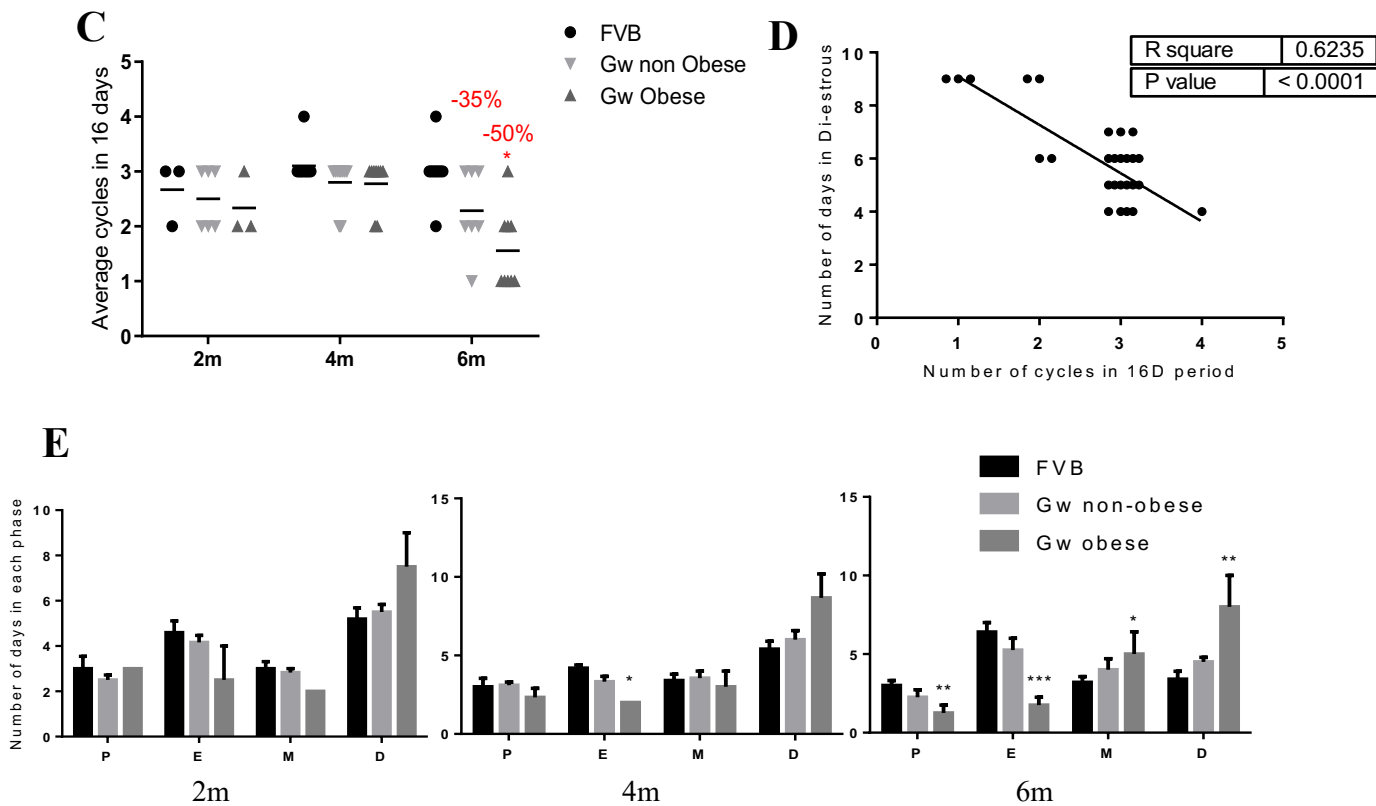 C
FVB
Gw non Obese
Gw Obese
Average cycles in 16 days
5
4
3
2
1
0
-35%
-50%
*
2m
4m
6m
D
R square 0.6235
P value < 0.0001
Number of days in Di-estrous
10
8
6
4
2
0
0 1 2 3 4 5
Number of cycles in 16D period
E
FVB
Gw non-obese
Gw obese
Number of days in each phase
10
8
6
4
2
0
P E M D
2m
15
10
5
0
*
P E M D
4m
15
10
5
0
**
***
*
**
P E M D
6m